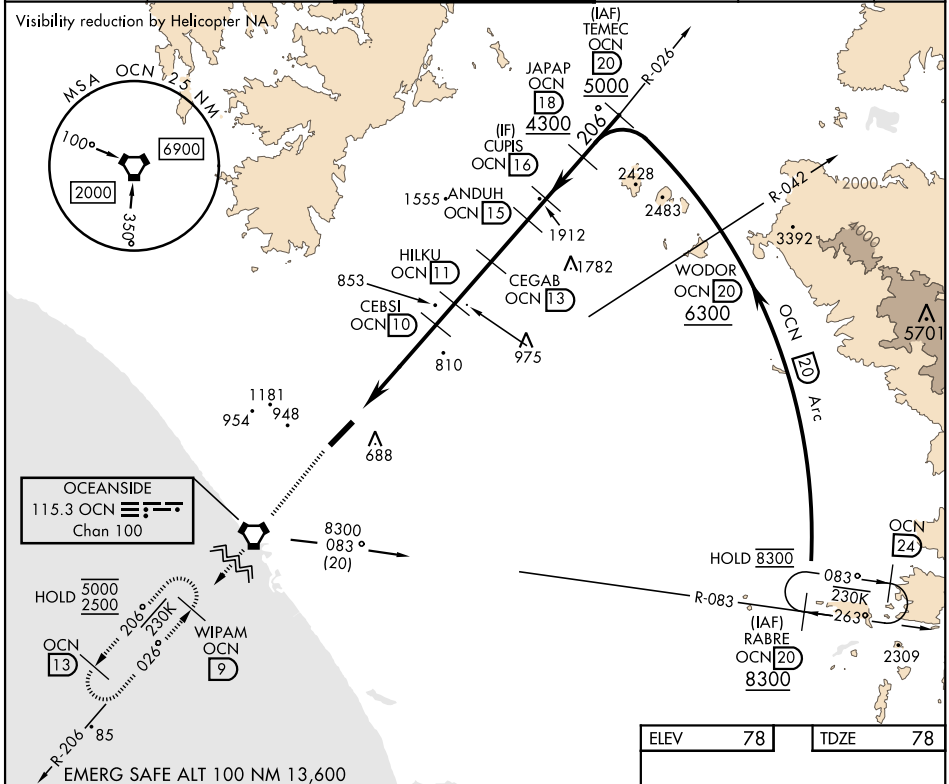 Visibility reduction by Helicopter NA
MSA OCN 25 NM
100°
6900
2000
350°
(IAF)
TEMEC
OCN
20
5000
R-026
JAPAP
OCN
18
4300
206°
(IF)
CUPIS
OCN 16
1555
ANDUH
OCN 15
1912
2428
2483
R-042
2000
4000
3392
5701
HILKU
OCN 11
853
CEGAB
OCN 13
1782
WODOR
OCN 20
6300
CEBSI
OCN 10
975
810
OCN 20 Arc
1181
954
948
688
OCEANSIDE
115.3 OCN
Chan 100
8300
083°
(20)
HOLD 8300
OCN
24
083°
230K
263°
R-083
(IAF)
RABRE
OCN 20
8300
2309
HOLD 5000
2500
206°
230K
026°
OCN
13
WIPAM
OCN
9
R-206
85
EMERG SAFE ALT 100 NM 13,600
ELEV 78
TDZE 78